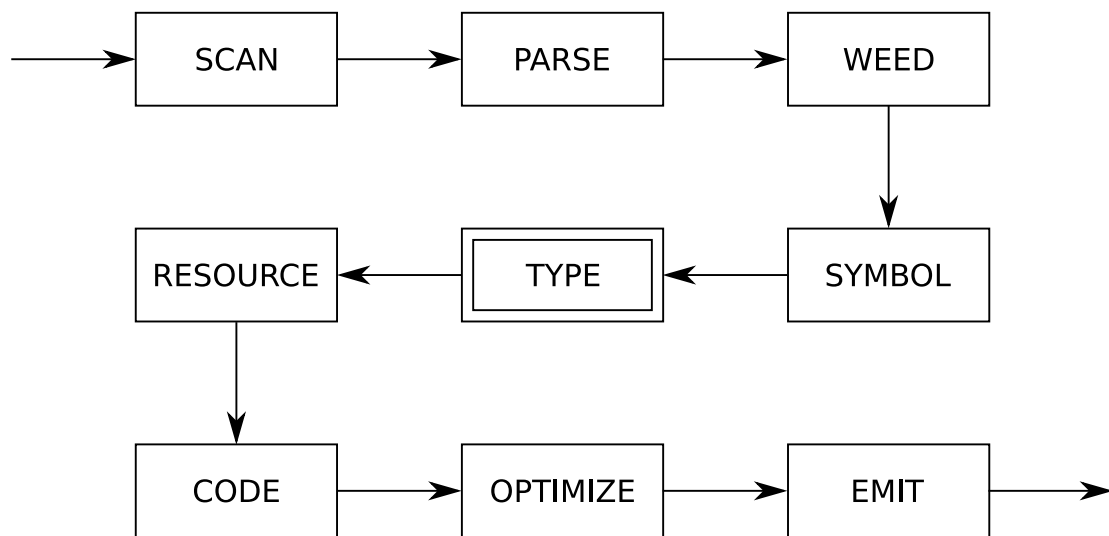 SCAN
PARSE
WEED
RESOURCE
TYPE
SYMBOL
CODE
OPTIMIZE
EMIT